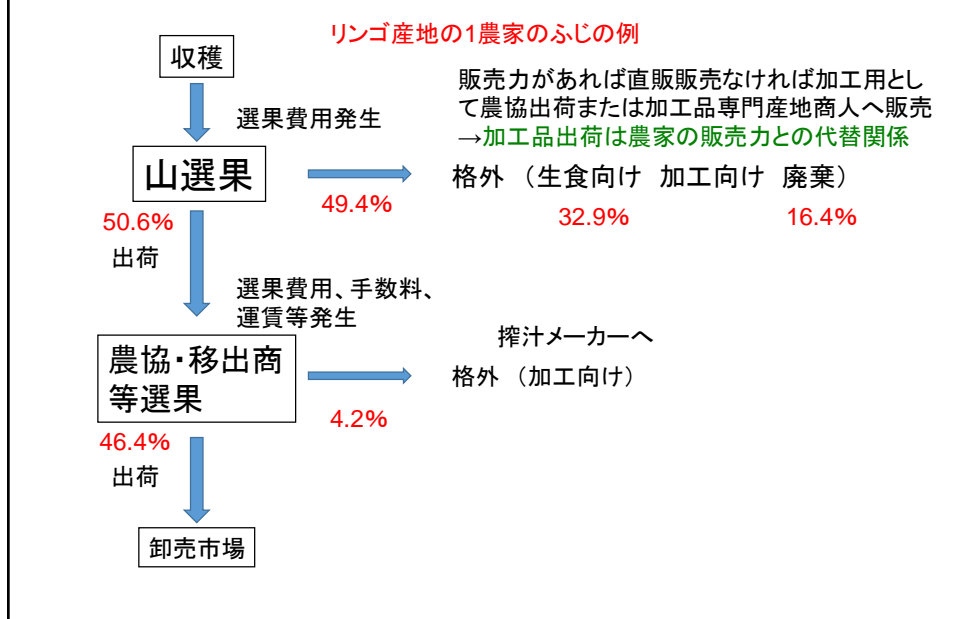 リンゴ産地の1農家のふじの例
収穫
販売力があれば直販販売なければ加工用とし
て農協出荷または加工品専門産地商人へ販売
→加工品出荷は農家の販売力との代替関係
選果費用発生
山選果
格外 （生食向け 加工向け 廃棄）
49.4%
32.9%
16.4%
50.6%
出荷
選果費用、手数料、
運賃等発生
搾汁メーカーへ
農協・移出商
等選果
格外 （加工向け）
4.2%
46.4%
出荷
卸売市場